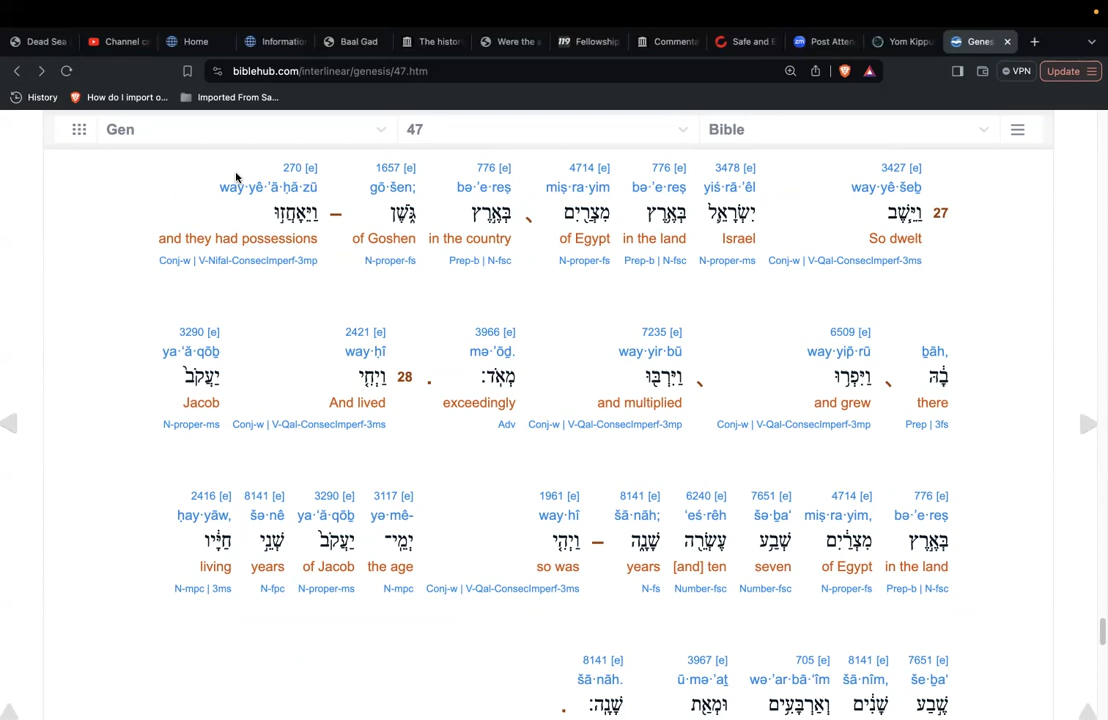 Dead Sea Channel c Home Information Baal Gad The histor Were the a 119 Fellowship Commenta Safe and E Post Atten Yom Kippu Genes
biblehub.com/interlinear/genesis/47.htm VPN Update
History How do I import o... Imported From Sa...
Gen 47 Bible
3427 [e] 3478 [e] 776 [e] 4714 [e] 776 [e] 1657 [e] 270 [e]
way·yê·šeḇ yiś·rā·’êl bə·’e·reṣ miṣ·ra·yim bə·’e·reṣ gō·šen; way·yê·’ā·ḥă·zū
27 וַיֵּ֧שֶׁב יִשְׂרָאֵ֛ל בְּאֶ֥רֶץ מִצְרַ֖יִם 、 בְּאֶ֣רֶץ גֹּ֑שֶׁן – וַיֵּאָחֲז֣וּ
So dwelt Israel in the land of Egypt in the country of Goshen and they had possessions
Conj-w | V-Qal-ConsecImperf-3ms N-proper-ms Prep-b | N-fsc N-proper-fs Prep-b | N-fsc N-proper-fs Conj-w | V-Nifal-ConsecImperf-3mp
6509 [e] 7235 [e] 3966 [e] 2421 [e] 3290 [e]
ḇāh, way·yip̄·rū way·yir·bū mə·’ōḏ. way·ḥî ya·‘ă·qōḇ
בָ֔הּ וַיִּפְר֥וּ 、 וַיִּרְבּ֖וּ 、 מְאֹֽד׃ . 28 וַיְחִ֤י יַעֲקֹב֙
there and grew and multiplied exceedingly And lived Jacob
Prep | 3fs Conj-w | V-Qal-ConsecImperf-3mp Conj-w | V-Qal-ConsecImperf-3mp Adv Conj-w | V-Qal-ConsecImperf-3ms N-proper-ms
776 [e] 4714 [e] 7651 [e] 6240 [e] 8141 [e] 1961 [e] 3117 [e] 3290 [e] 8141 [e] 2416 [e]
bə·’e·reṣ miṣ·ra·yim, šə·ḇa‘ ‘eś·rêh šā·nāh; way·hî yə·mê- ya·‘ă·qōḇ šə·nê ḥay·yāw,
בְּאֶ֣רֶץ מִצְרַ֔יִם שְׁבַ֥ע עֶשְׂרֵ֖ה שָׁנָ֑ה – וַיְהִ֤י יְמֵֽי־ יַעֲקֹב֙ שְׁנֵ֣י חַיָּ֔יו
in the land of Egypt seven [and] ten years so was the age of Jacob years living
Prep-b | N-fsc N-proper-fs Number-fsc Number-fsc N-fs Conj-w | V-Qal-ConsecImperf-3ms N-mpc N-proper-ms N-fpc N-mpc | 3ms
7651 [e] 8141 [e] 705 [e] 3967 [e] 8141 [e]
še·ḇa‘ šā·nîm, wə·’ar·bā·‘îm ū·mə·’aṯ šā·nāh.
שֶׁ֣בַע שָׁנִ֔ים וְאַרְבָּעִ֥ים וּמְאַ֖ת שָׁנָֽה׃ .